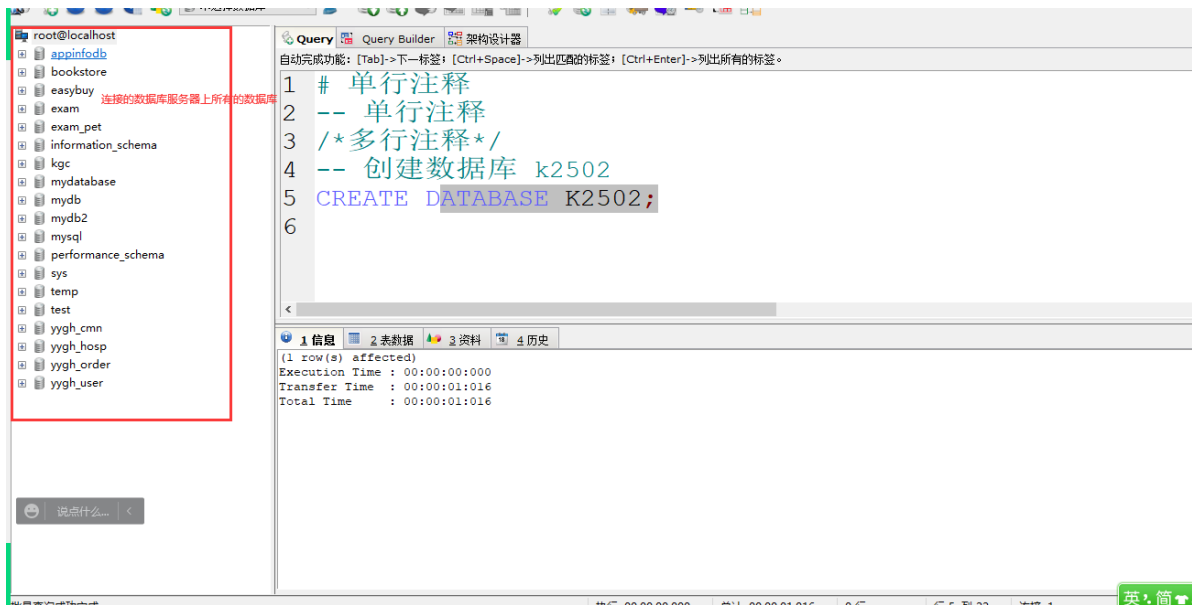 root@localhost
appinfodb
bookstore
easybuy
连接的数据库服务器上所有的数据库
exam
exam_pet
information_schema
kgc
mydatabase
mydb
mydb2
mysql
performance_schema
sys
temp
test
yygh_cmn
yygh_hosp
yygh_order
yygh_user
说点什么...
Query
Query Builder
架构设计器
自动完成功能: [Tab]->下一标签; [Ctrl+Space]->列出匹配的标签; [Ctrl+Enter]->列出所有的标签。
1 # 单行注释
2 -- 单行注释
3 /*多行注释*/
4 -- 创建数据库 k2502
5 CREATE DATABASE K2502;
6
1 信息
2 表数据
3 资料
4 历史
(1 row(s) affected)
Execution Time : 00:00:00:000
Transfer Time : 00:00:01:016
Total Time : 00:00:01:016
英 简